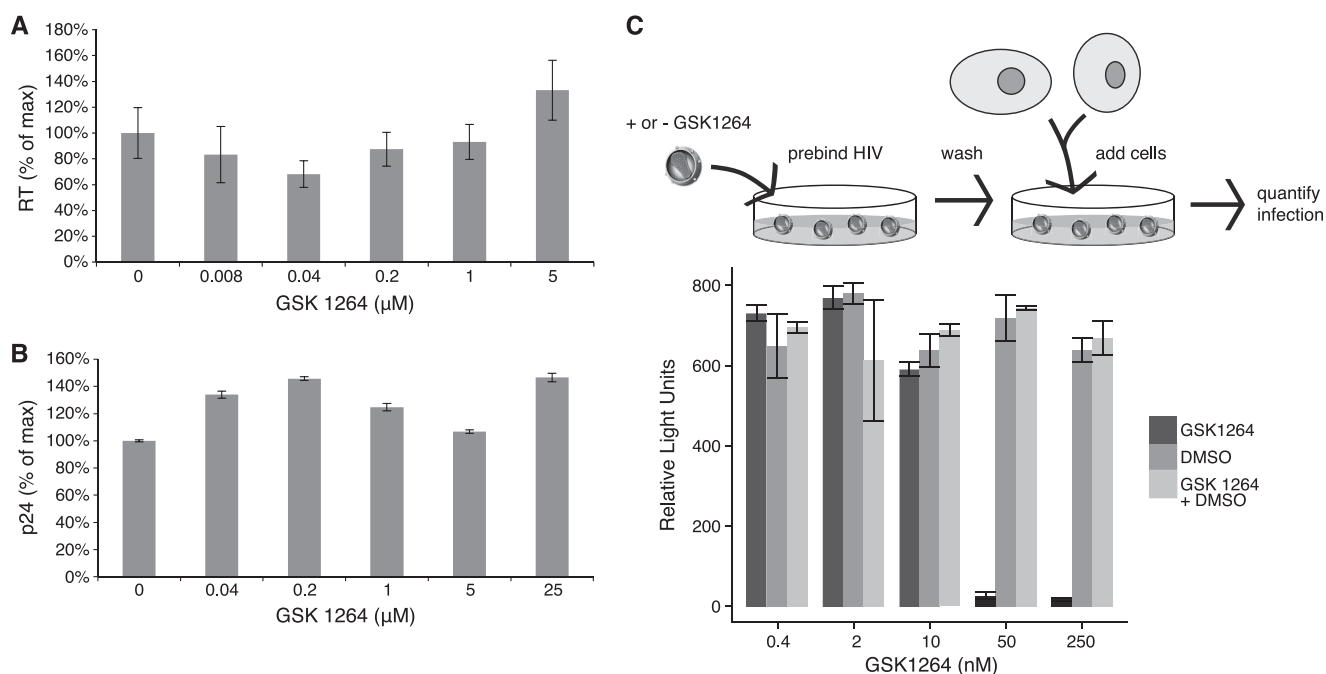 A
180%
160%
140%
120%
100%
80%
60%
40%
20%
0%
RT (% of max)
0 0.008 0.04 0.2 1 5
GSK 1264 (µM)
B
160%
140%
120%
100%
80%
60%
40%
20%
0%
p24 (% of max)
0 0.04 0.2 1 5 25
GSK 1264 (µM)
C
+ or - GSK1264
prebind HIV
wash
add cells
quantify
infection
800
600
400
200
0
Relative Light Units
0.4 2 10 50 250
GSK1264 (nM)
GSK1264
DMSO
GSK 1264
+ DMSO